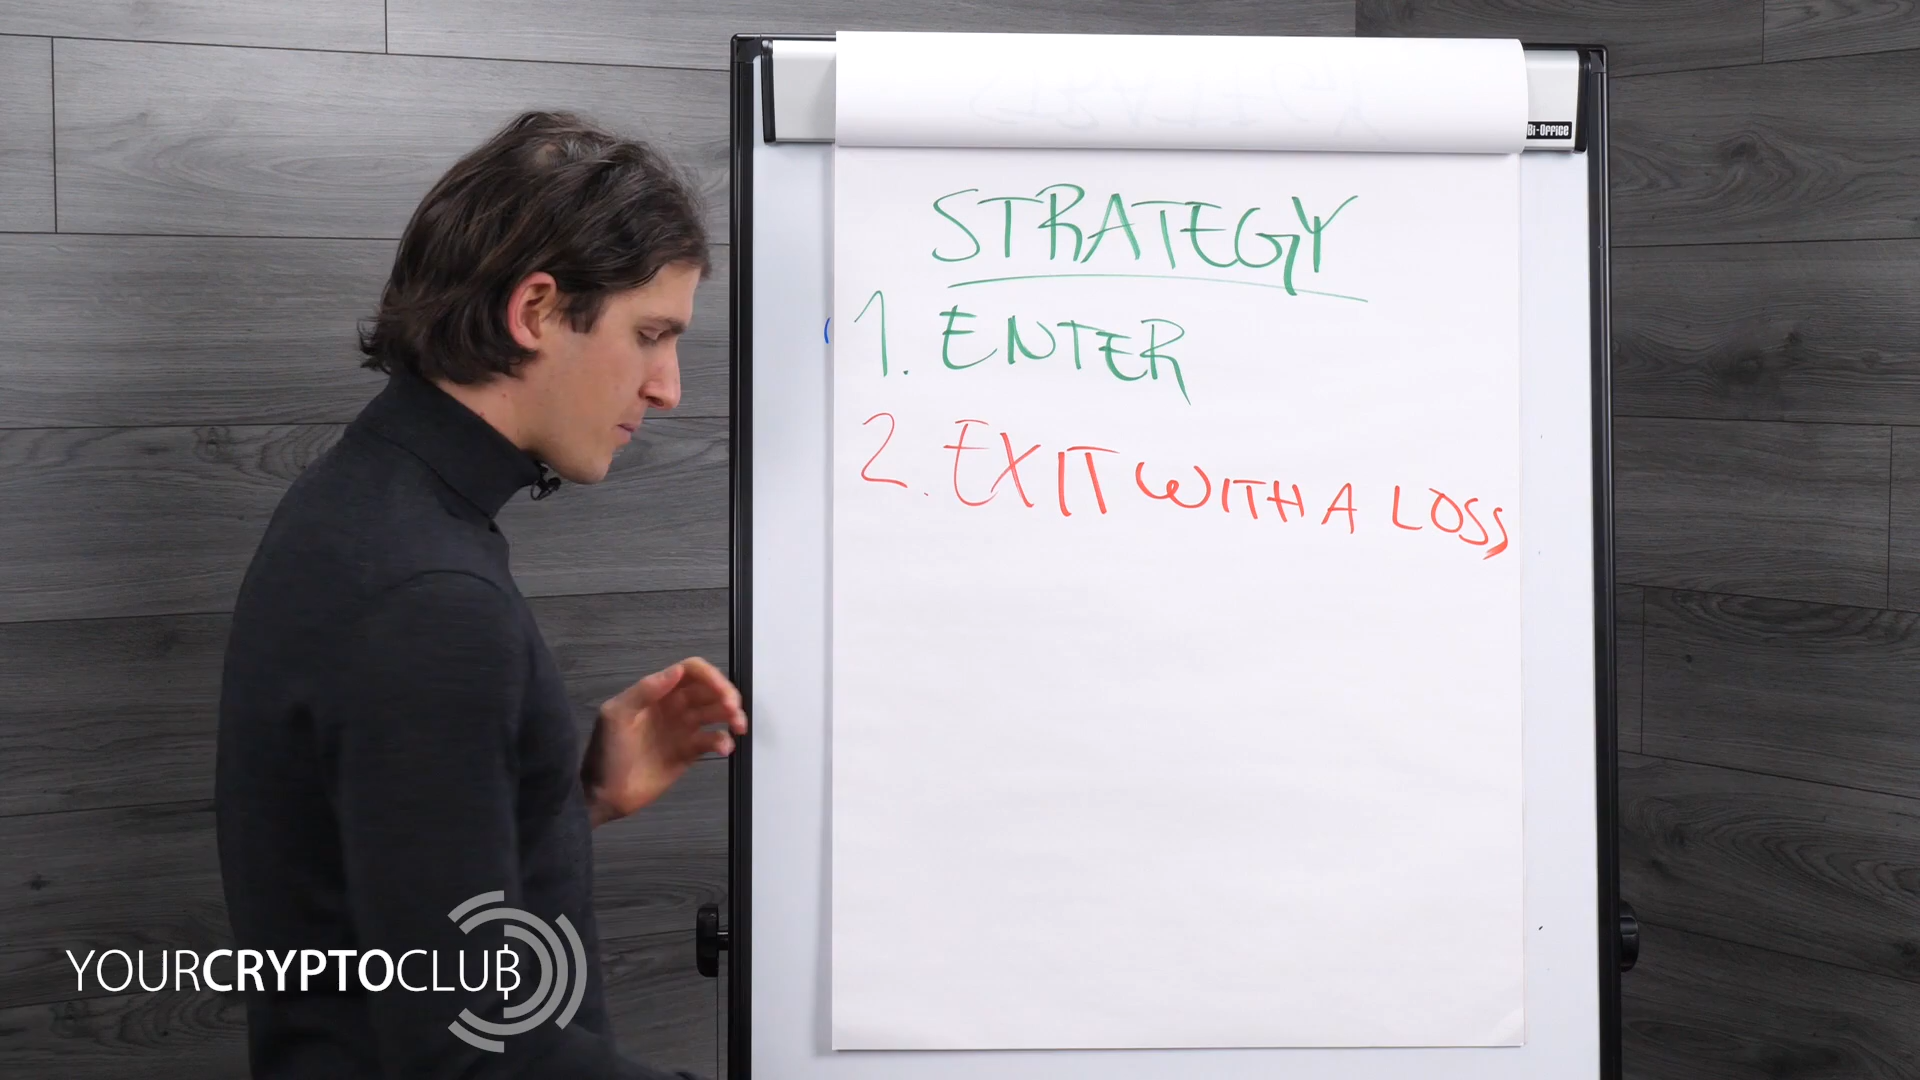 Bi-Office
STRATEGY
1. ENTER
2. EXIT WITH A LOSS
YOURCRYPTOCLUB